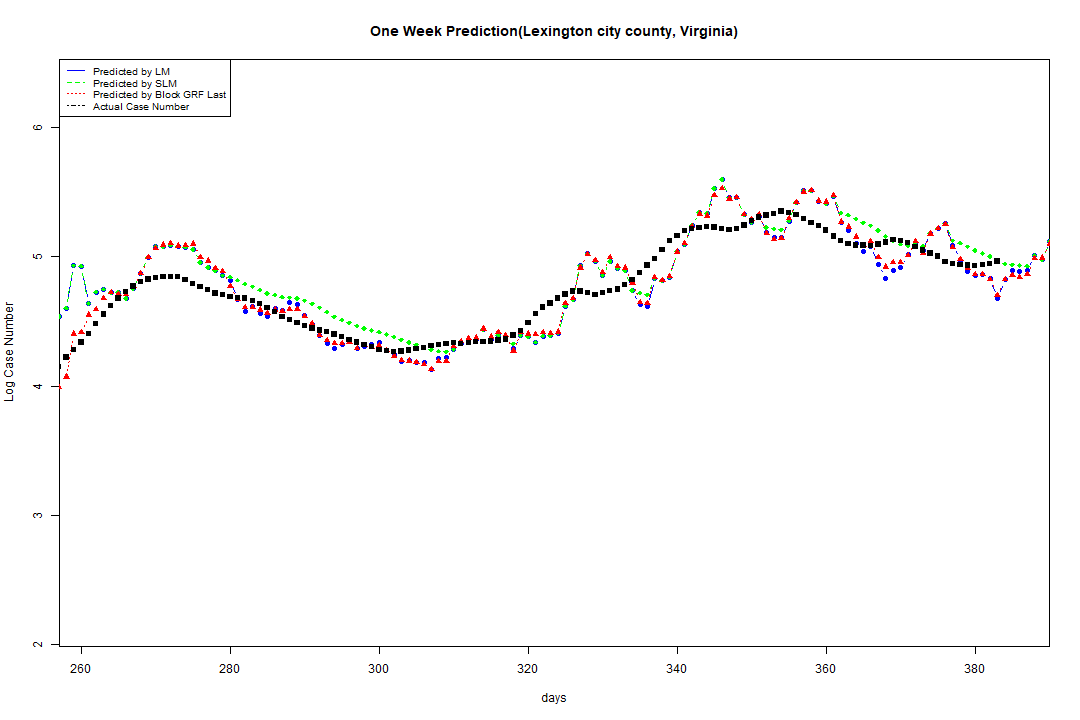 One Week Prediction(Lexington city county, Virginia)
Predicted by LM
Predicted by SLM
Predicted by Block GRF Last
Actual Case Number
6
5
4
3
2
Log Case Number
260 280 300 320 340 360 380
days